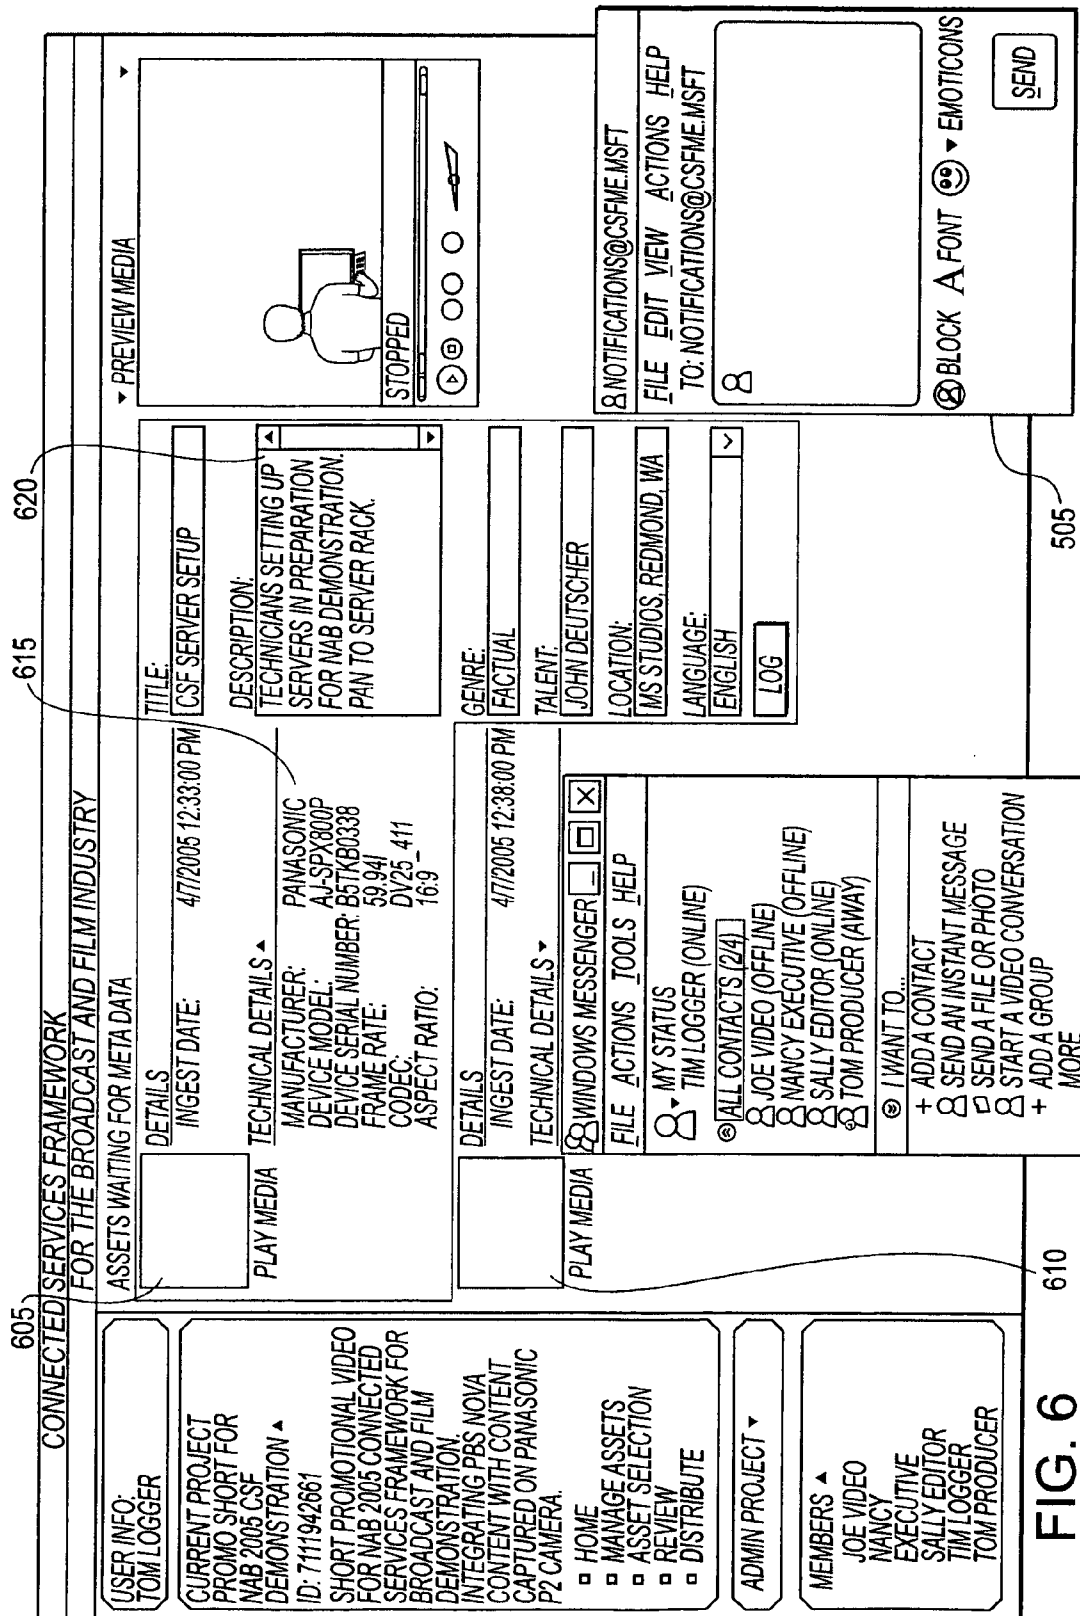 CONNECTED SERVICES FRAMEWORK
FOR THE BROADCAST AND FILM INDUSTRY
605
615
620
USER INFO:
TOM LOGGER
CURRENT PROJECT
PROMO SHORT FOR
NAB 2005 CSF
DEMONSTRATION ▲
ID: 7111942661
SHORT PROMOTIONAL VIDEO
FOR NAB 2005 CONNECTED
SERVICES FRAMEWORK FOR
BROADCAST AND FILM
DEMONSTRATION.
INTEGRATING PBS NOVA
CONTENT WITH CONTENT
CAPTURED ON PANASONIC
P2 CAMERA.
HOME
MANAGE ASSETS
ASSET SELECTION
REVIEW
DISTRIBUTE
ADMIN PROJECT ▼
MEMBERS ▲
JOE VIDEO
NANCY
EXECUTIVE
SALLY EDITOR
TIM LOGGER
TOM PRODUCER
ASSETS WAITING FOR META DATA
DETAILS
INGEST DATE: 4/7/2005 12:33:00 PM
PLAY MEDIA
TECHNICAL DETAILS ▲
MANUFACTURER: PANASONIC
DEVICE MODEL: AJ-SPX800P
DEVICE SERIAL NUMBER: B5TKB0338
FRAME RATE: 59.94I
CODEC: DV25_411
ASPECT RATIO: 16:9
DETAILS
INGEST DATE: 4/7/2005 12:38:00 PM
TECHNICAL DETAILS ▼
PLAY MEDIA
TITLE:
CSF SERVER SETUP
DESCRIPTION:
TECHNICIANS SETTING UP
SERVERS IN PREPARATION
FOR NAB DEMONSTRATION.
PAN TO SERVER RACK.
GENRE:
FACTUAL
TALENT:
JOHN DEUTSCHER
LOCATION:
MS STUDIOS, REDMOND, WA
LANGUAGE:
ENGLISH
LOG
▼ PREVIEW MEDIA ▼
STOPPED
WINDOWS MESSENGER
FILE ACTIONS TOOLS HELP
MY STATUS
TIM LOGGER (ONLINE)
ALL CONTACTS (2/4)
JOE VIDEO (OFFLINE)
NANCY EXECUTIVE (OFFLINE)
SALLY EDITOR (ONLINE)
TOM PRODUCER (AWAY)
I WANT TO...
+ ADD A CONTACT
SEND AN INSTANT MESSAGE
SEND A FILE OR PHOTO
START A VIDEO CONVERSATION
+ ADD A GROUP
MORE
NOTIFICATIONS@CSFME.MSFT
FILE EDIT VIEW ACTIONS HELP
TO: NOTIFICATIONS@CSFME.MSFT
BLOCK A FONT ▼ EMOTICONS
SEND
610
505
FIG. 6